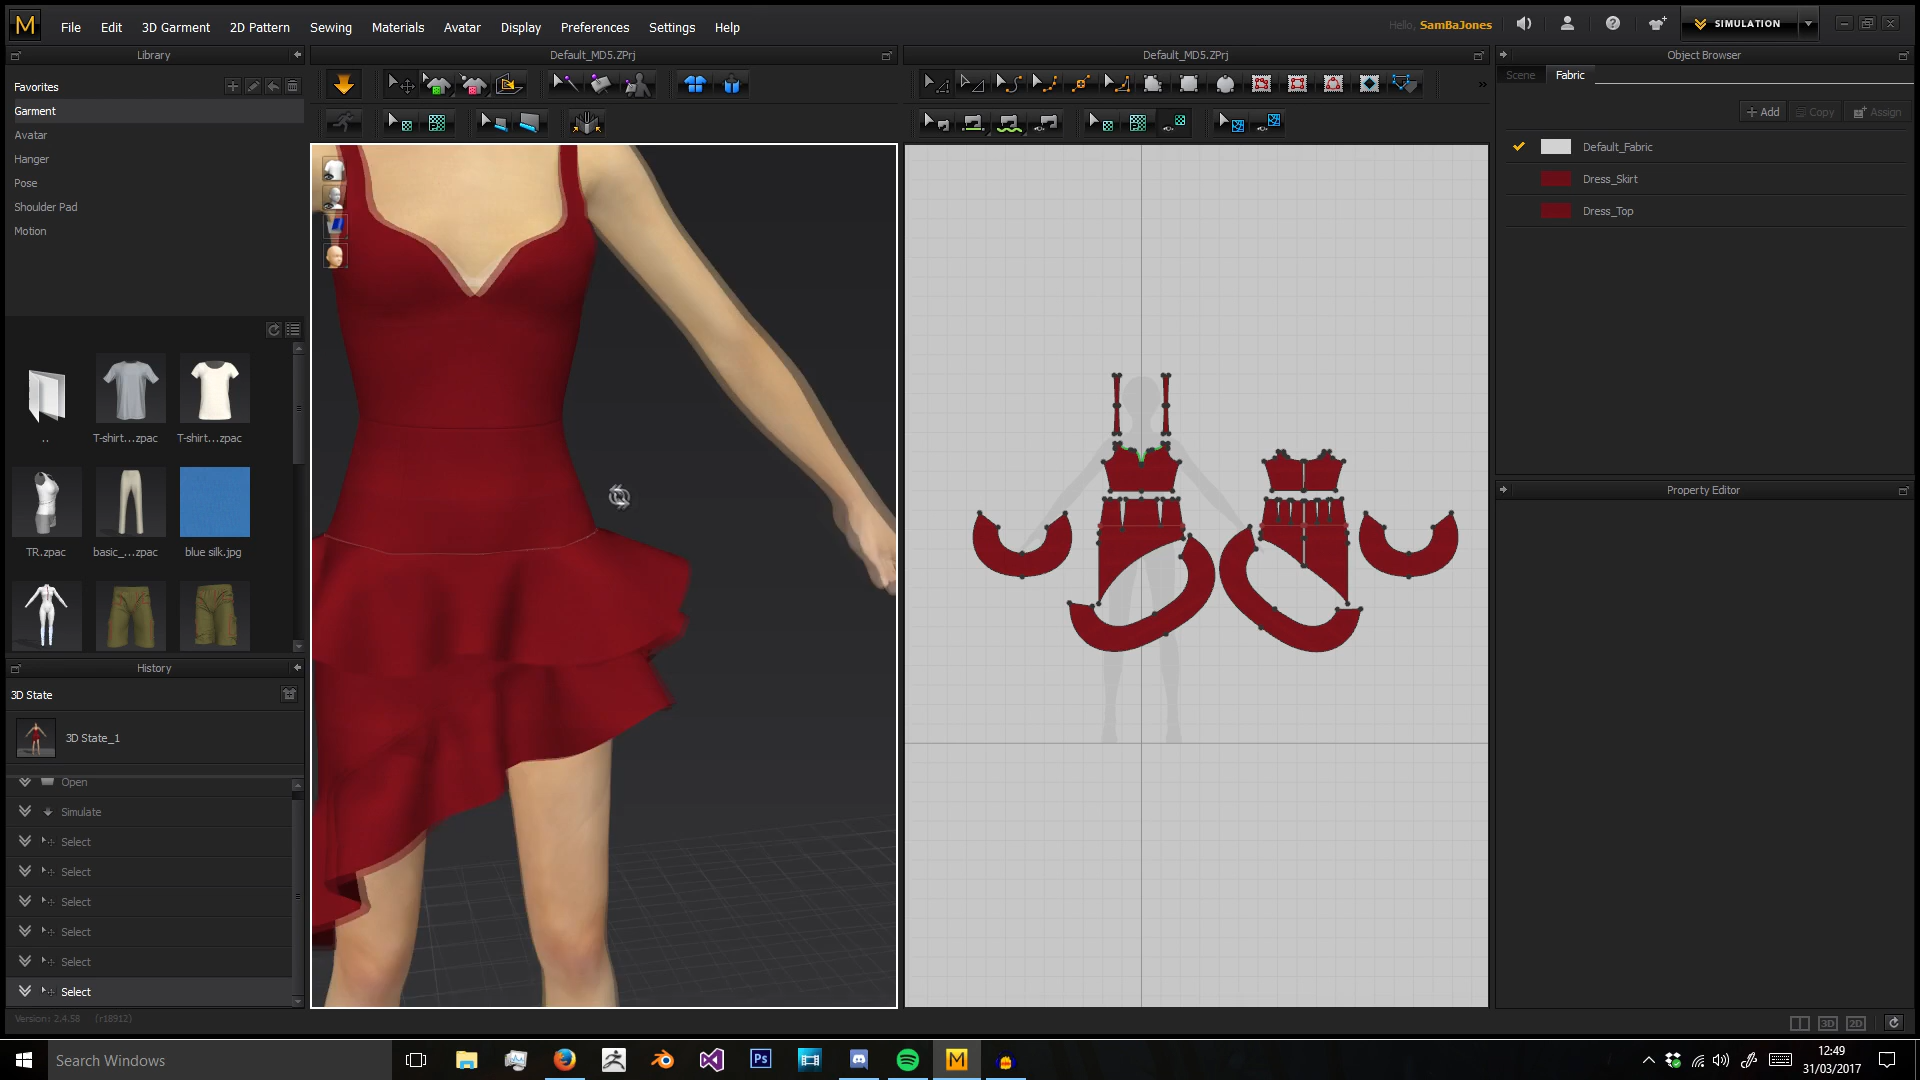 M File Edit 3D Garment 2D Pattern Sewing Materials Avatar Display Preferences Settings Help
Hello, SamBaJones
SIMULATION
Library
Default_MD5.ZPrj
Default_MD5.ZPrj
Object Browser
Favorites
Garment
Avatar
Hanger
Pose
Shoulder Pad
Motion
Scene Fabric
+ Add Copy Assign
Default_Fabric
Dress_Skirt
Dress_Top
..
T-shirt...zpac
T-shirt...zpac
TR.zpac
basic_...zpac
blue silk.jpg
Property Editor
History
3D State
3D State_1
Open
Simulate
Select
Select
Select
Select
Select
Select
Version: 2.4.58 (r18912)
3D 2D
Search Windows
Ps
M
12:49
31/03/2017